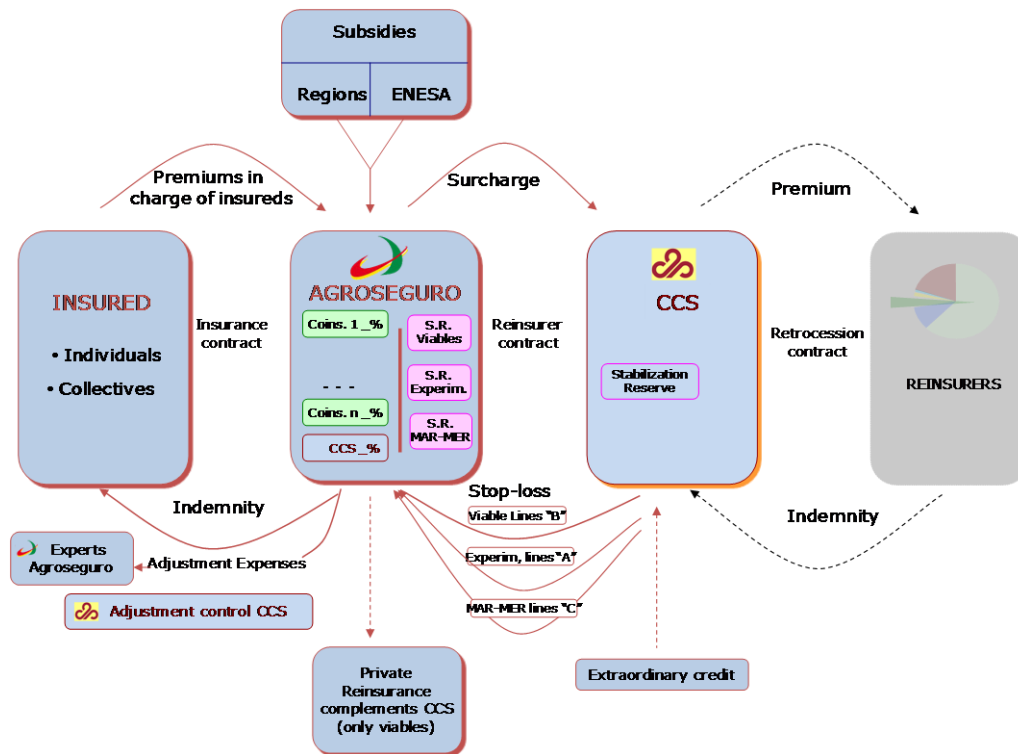 Subsidies
Regions
ENESA
Premiums in
charge of insureds
Surcharge
Premium
INSURED
• Individuals
• Collectives
Insurance
contract
AGROSEGURO
Coins. 1 _%
- - -
Coins. n _%
CCS _%
S.R.
Viables
S.R.
Experim.
S.R.
MAR-MER
Reinsurer
contract
CCS
Stabilization
Reserve
Retrocession
contract
REINSURERS
Indemnity
Stop-loss
Viable Lines "B"
Experim, lines "A"
MAR-MER lines "C"
Indemnity
Experts
Agroseguro
Adjustment Expenses
Adjustment control CCS
Private
Reinsurance
complements CCS
(only viables)
Extraordinary credit